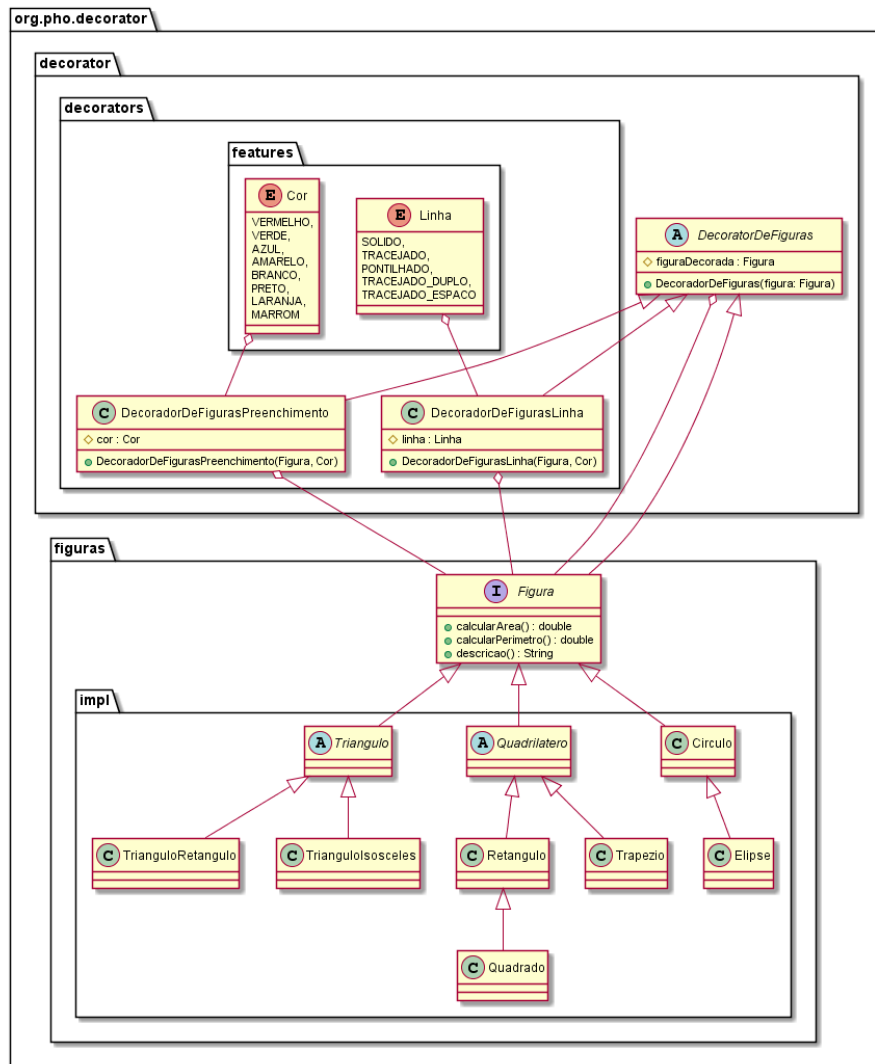 org.pho.decorator
decorator
decorators
features
E Cor
VERMELHO,
VERDE,
AZUL,
AMARELO,
BRANCO,
PRETO,
LARANJA,
MARROM
E Linha
SOLIDO,
TRACEJADO,
PONTILHADO,
TRACEJADO_DUPLO,
TRACEJADO_ESPACO
A DecoratorDeFiguras
figuraDecorada : Figura
DecoradorDeFiguras(figura: Figura)
C DecoradorDeFigurasPreenchimento
cor : Cor
DecoradorDeFigurasPreenchimento(Figura, Cor)
C DecoradorDeFigurasLinha
linha : Linha
DecoradorDeFigurasLinha(Figura, Cor)
figuras
I Figura
calcularArea() : double
calcularPerimetro() : double
descricao() : String
impl
A Triangulo
A Quadrilatero
C Circulo
C TrianguloRetangulo
C TrianguloIsosceles
C Retangulo
C Trapezio
C Elipse
C Quadrado